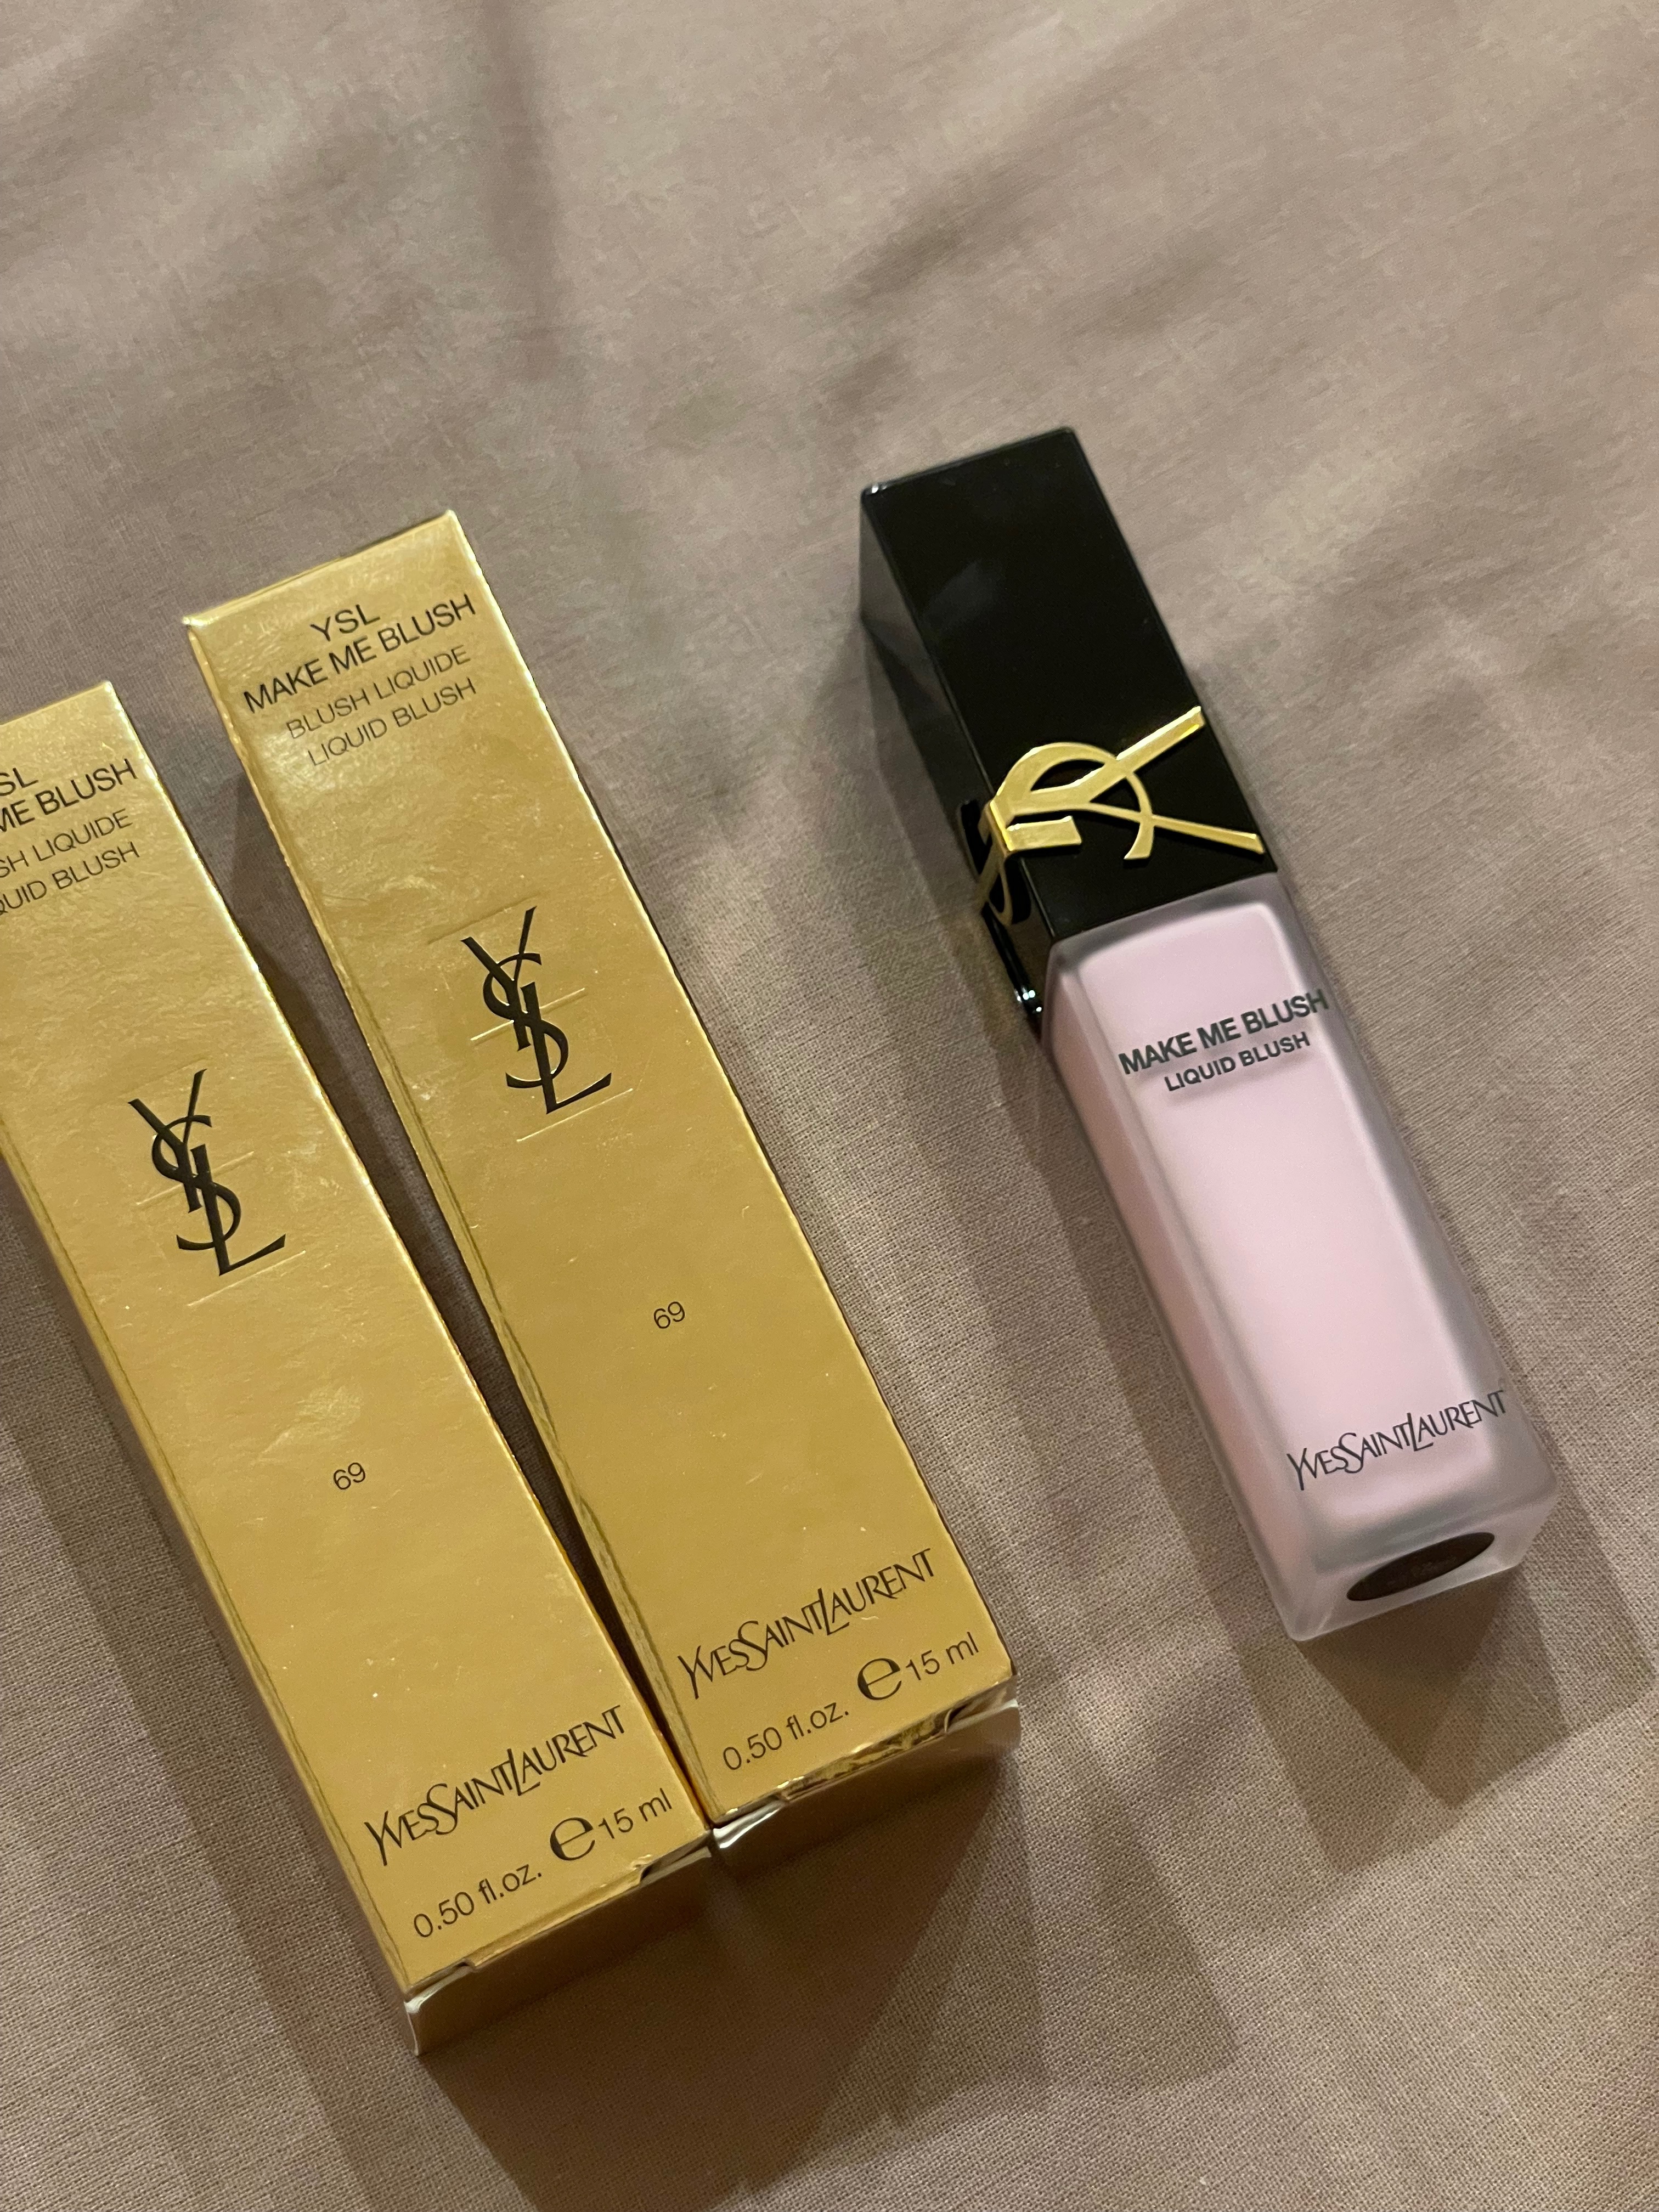 SL
ME BLUSH
SH LIQUIDE
QUID BLUSH
YSL
69
YVESSAINTLAURENT
0.50 fl.oz. ℮15 ml
YSL
MAKE ME BLUSH
BLUSH LIQUIDE
LIQUID BLUSH
YSL
69
YVESSAINTLAURENT
0.50 fl.oz. ℮15 ml
YSL
MAKE ME BLUSH
LIQUID BLUSH
YVESSAINTLAURENT